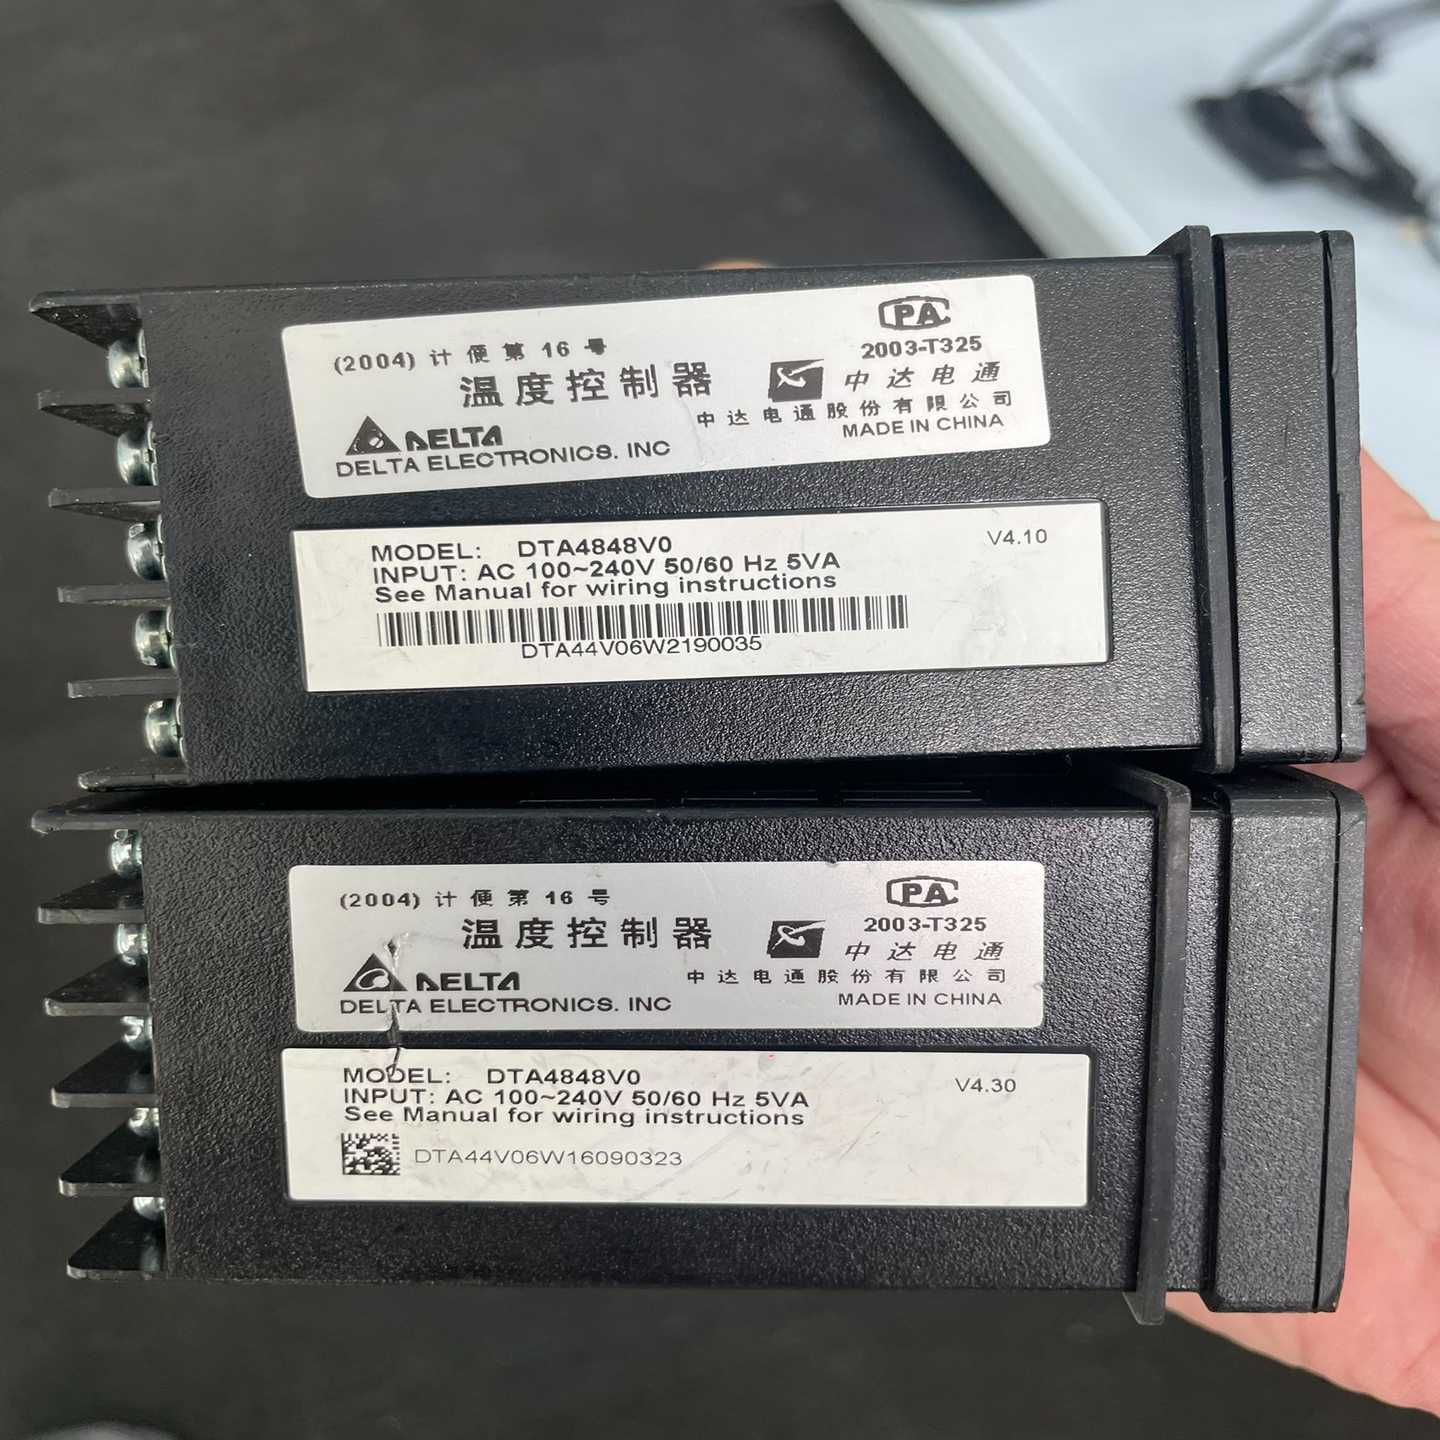 (2004) 计 便 第 16 号
温度控制器
DELTA
DELTA ELECTRONICS. INC
CPA
2003-T325
中达电通
中达电通股份有限公司
MADE IN CHINA
MODEL: DTA4848V0
V4.10
INPUT: AC 100~240V 50/60 Hz 5VA
See Manual for wiring instructions
DTA44V06W2190035
(2004) 计 便 第 16 号
温度控制器
DELTA
DELTA ELECTRONICS. INC
CPA
2003-T325
中达电通
中达电通股份有限公司
MADE IN CHINA
MODEL: DTA4848V0
V4.30
INPUT: AC 100~240V 50/60 Hz 5VA
See Manual for wiring instructions
DTA44V06W16090323